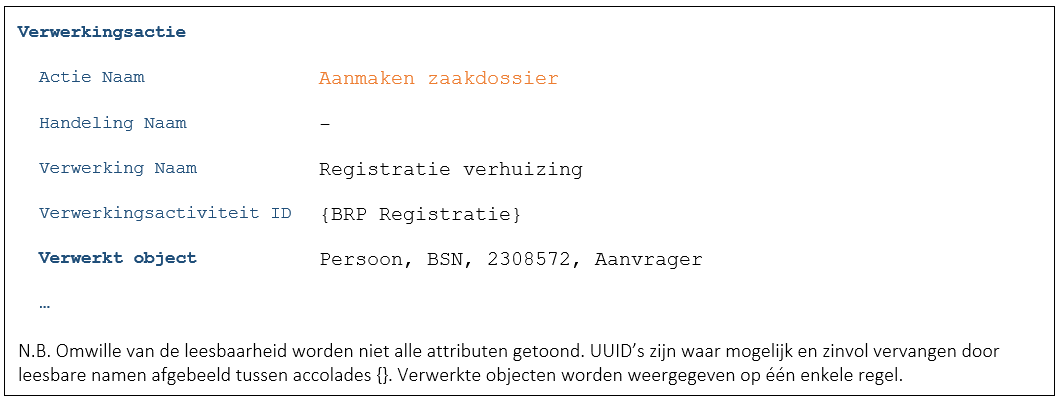 Verwerkingsactie
Actie Naam Aanmaken zaakdossier
Handeling Naam –
Verwerking Naam Registratie verhuizing
Verwerkingsactiviteit ID {BRP Registratie}
Verwerkt object Persoon, BSN, 2308572, Aanvrager
…
N.B. Omwille van de leesbaarheid worden niet alle attributen getoond. UUID’s zijn waar mogelijk en zinvol vervangen door
leesbare namen afgebeeld tussen accolades {}. Verwerkte objecten worden weergegeven op één enkele regel.